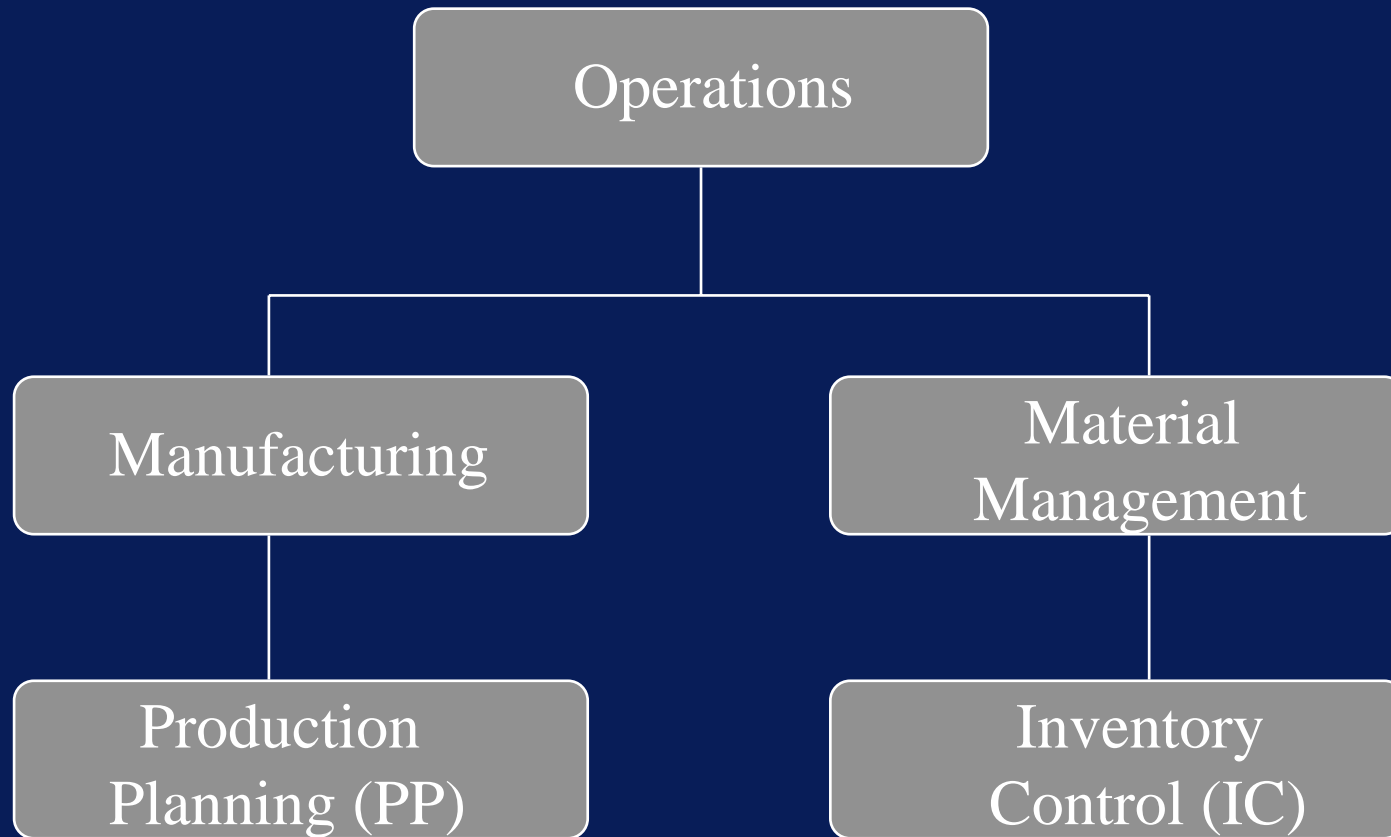 Operations
Manufacturing
Material
Management
Production
Planning (PP)
Inventory
Control (IC)